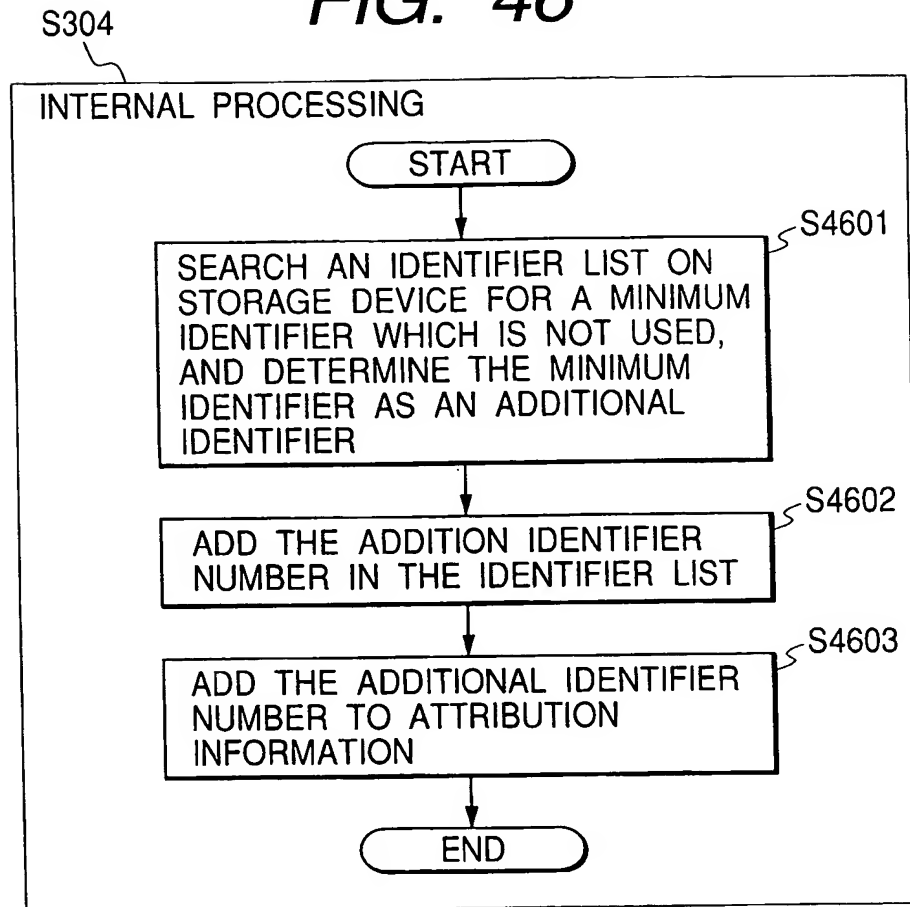 FIG. 46
S304
INTERNAL PROCESSING
START
S4601
SEARCH AN IDENTIFIER LIST ON
STORAGE DEVICE FOR A MINIMUM
IDENTIFIER WHICH IS NOT USED,
AND DETERMINE THE MINIMUM
IDENTIFIER AS AN ADDITIONAL
IDENTIFIER
S4602
ADD THE ADDITION IDENTIFIER
NUMBER IN THE IDENTIFIER LIST
S4603
ADD THE ADDITIONAL IDENTIFIER
NUMBER TO ATTRIBUTION
INFORMATION
END